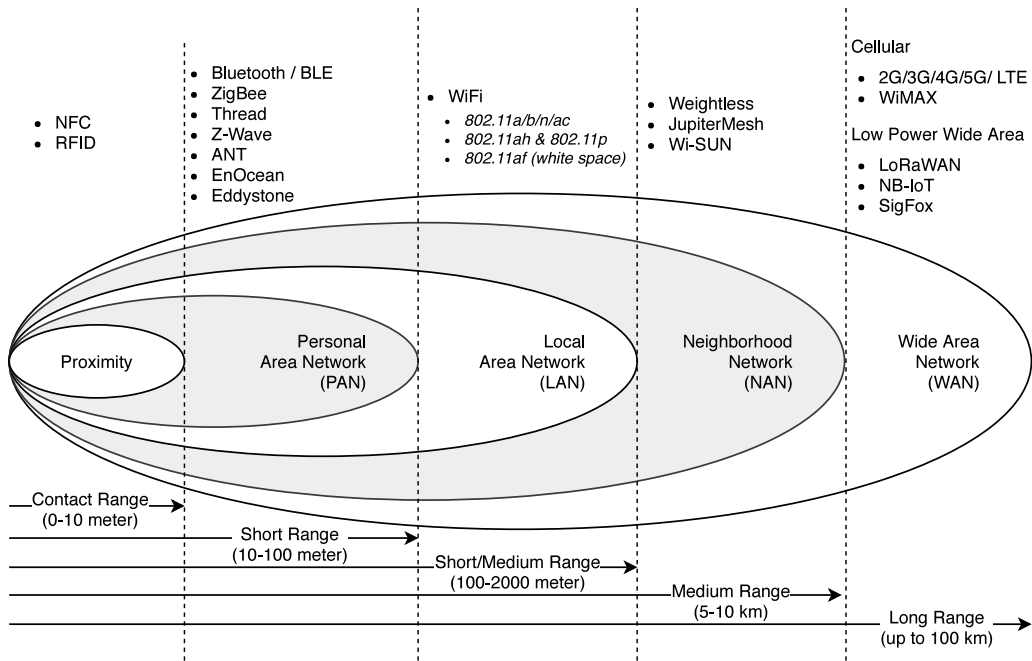 NFC
RFID
Bluetooth / BLE
ZigBee
Thread
Z-Wave
ANT
EnOcean
Eddystone
WiFi
802.11a/b/n/ac
802.11ah & 802.11p
802.11af (white space)
Weightless
JupiterMesh
Wi-SUN
Cellular
2G/3G/4G/5G/ LTE
WiMAX
Low Power Wide Area
LoRaWAN
NB-IoT
SigFox
Proximity
Personal
Area Network
(PAN)
Local
Area Network
(LAN)
Neighborhood
Network
(NAN)
Wide Area
Network
(WAN)
Contact Range
(0-10 meter)
Short Range
(10-100 meter)
Short/Medium Range
(100-2000 meter)
Medium Range
(5-10 km)
Long Range
(up to 100 km)